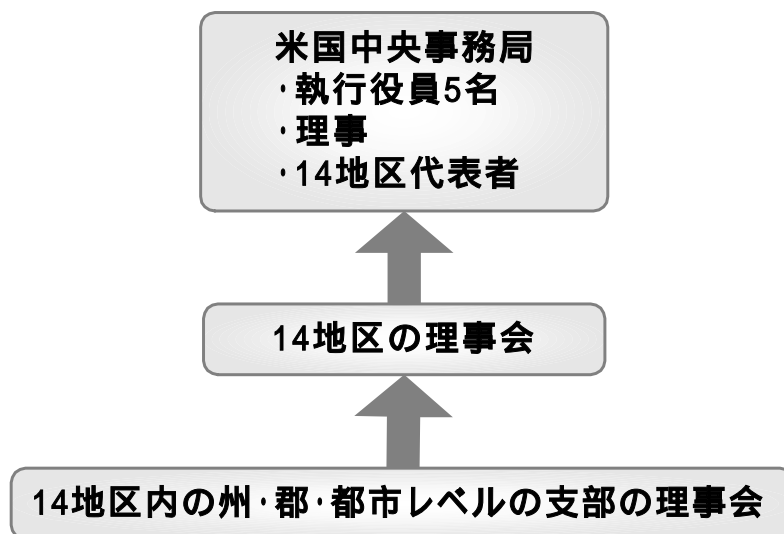 米国中央事務局
・執行役員5名
・理事
・14地区代表者
14地区の理事会
14地区内の州・郡・都市レベルの支部の理事会